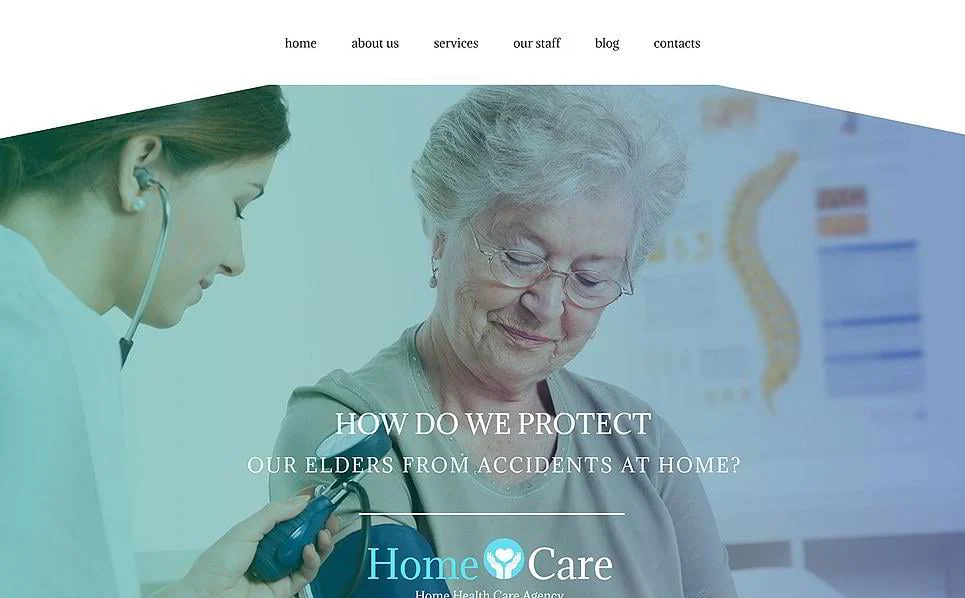 home about us services our staff blog contacts
HOW DO WE PROTECT
OUR ELDERS FROM ACCIDENTS AT HOME?
Home Care
Home Health Care Agency